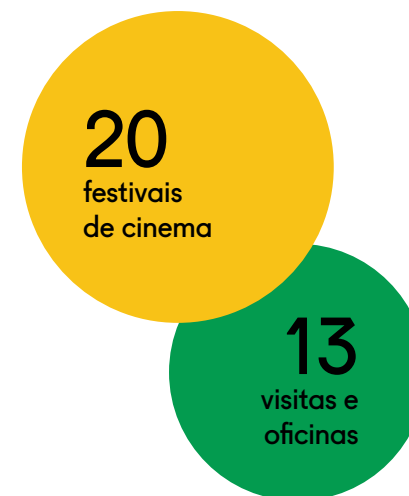 20
festivais
de cinema
13
visitas e
oficinas